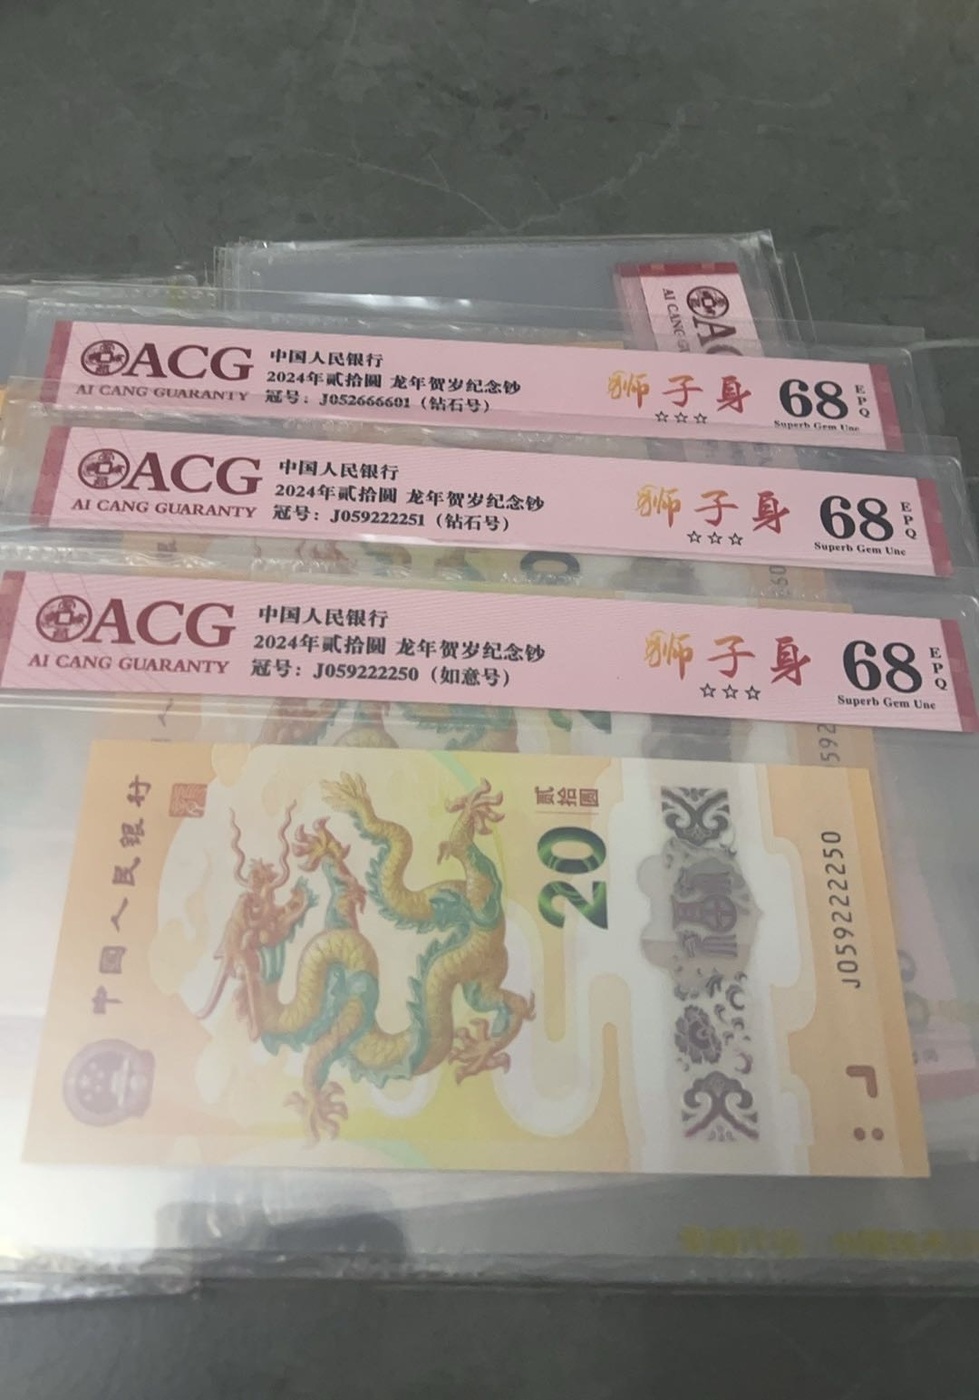 ACG
AI CANG GUARANTY
中国人民银行
2024年贰拾圆 龙年贺岁纪念钞
冠号：J052666601（钻石号）
狮子身
☆☆☆
68
EPQ
Superb Gem Unc
ACG
AI CANG GUARANTY
中国人民银行
2024年贰拾圆 龙年贺岁纪念钞
冠号：J059222251（钻石号）
狮子身
☆☆☆
68
EPQ
Superb Gem Unc
ACG
AI CANG GUARANTY
中国人民银行
2024年贰拾圆 龙年贺岁纪念钞
冠号：J059222250（如意号）
狮子身
☆☆☆
68
EPQ
Superb Gem Unc
中国人民银行
贰拾圆
20
J059222250